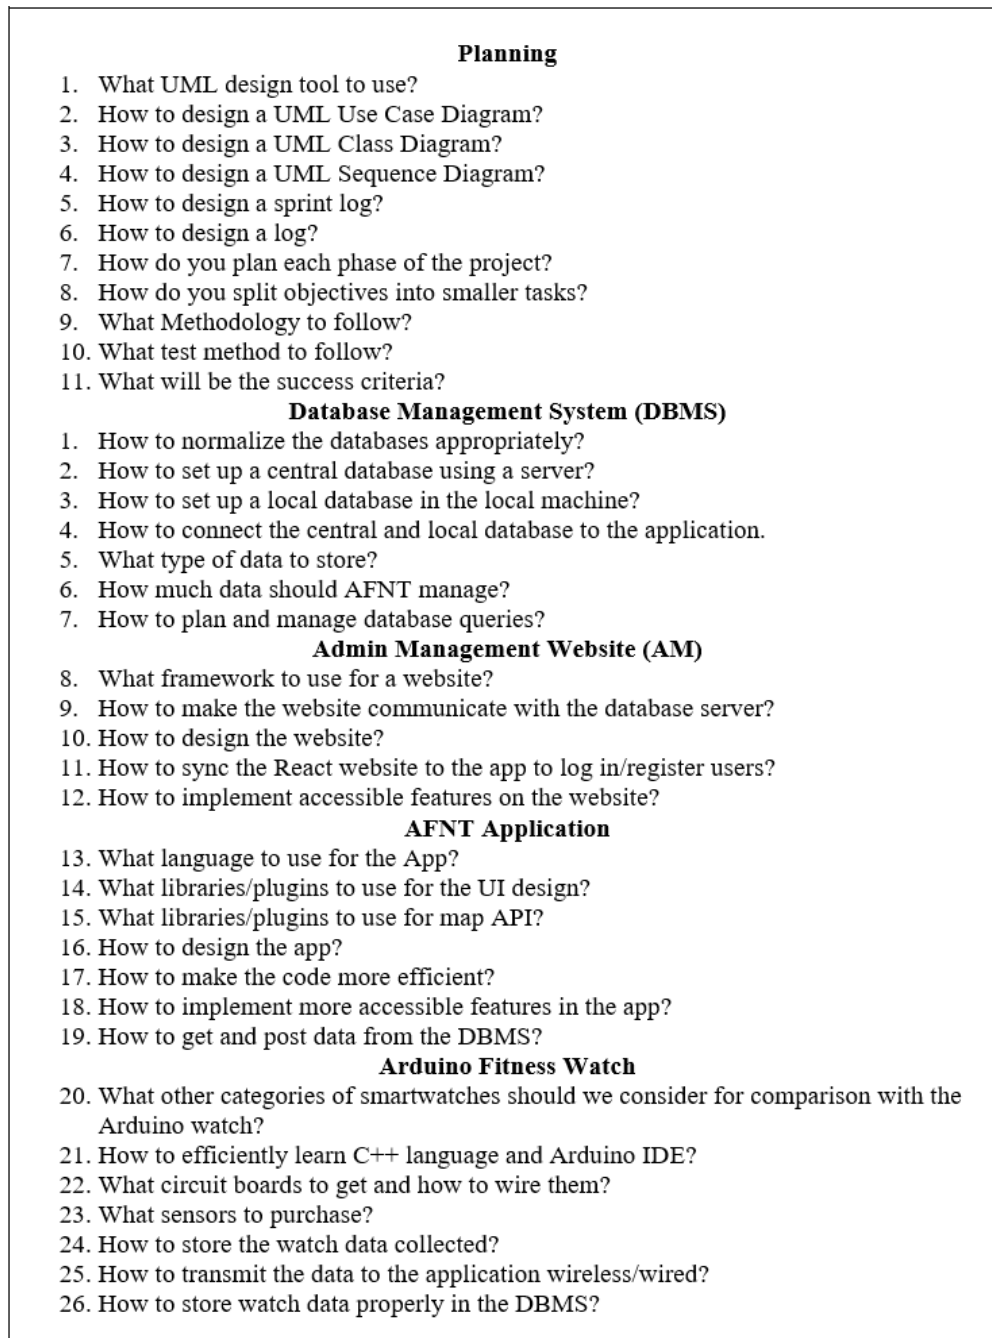 Planning
1. What UML design tool to use?
2. How to design a UML Use Case Diagram?
3. How to design a UML Class Diagram?
4. How to design a UML Sequence Diagram?
5. How to design a sprint log?
6. How to design a log?
7. How do you plan each phase of the project?
8. How do you split objectives into smaller tasks?
9. What Methodology to follow?
10. What test method to follow?
11. What will be the success criteria?
Database Management System (DBMS)
1. How to normalize the databases appropriately?
2. How to set up a central database using a server?
3. How to set up a local database in the local machine?
4. How to connect the central and local database to the application.
5. What type of data to store?
6. How much data should AFNT manage?
7. How to plan and manage database queries?
Admin Management Website (AM)
8. What framework to use for a website?
9. How to make the website communicate with the database server?
10. How to design the website?
11. How to sync the React website to the app to log in/register users?
12. How to implement accessible features on the website?
AFNT Application
13. What language to use for the App?
14. What libraries/plugins to use for the UI design?
15. What libraries/plugins to use for map API?
16. How to design the app?
17. How to make the code more efficient?
18. How to implement more accessible features in the app?
19. How to get and post data from the DBMS?
Arduino Fitness Watch
20. What other categories of smartwatches should we consider for comparison with the
Arduino watch?
21. How to efficiently learn C++ language and Arduino IDE?
22. What circuit boards to get and how to wire them?
23. What sensors to purchase?
24. How to store the watch data collected?
25. How to transmit the data to the application wireless/wired?
26. How to store watch data properly in the DBMS?